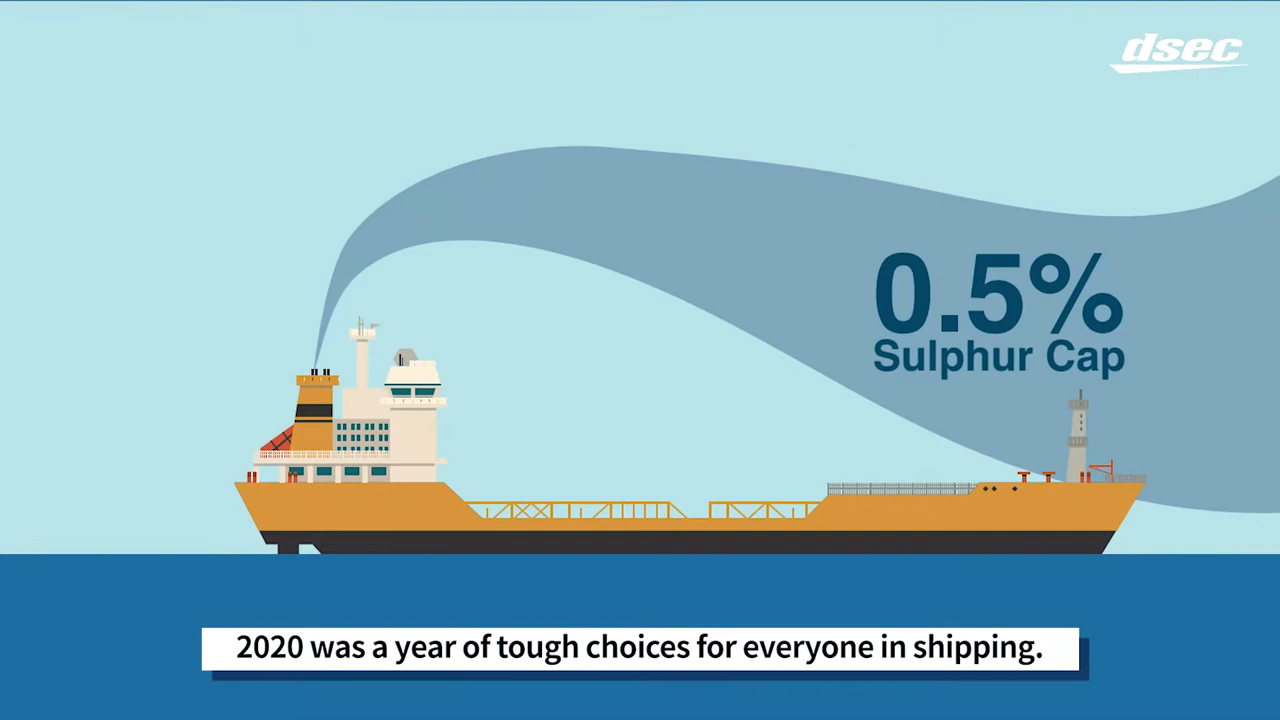 dsec
0.5%
Sulphur Cap
2020 was a year of tough choices for everyone in shipping.